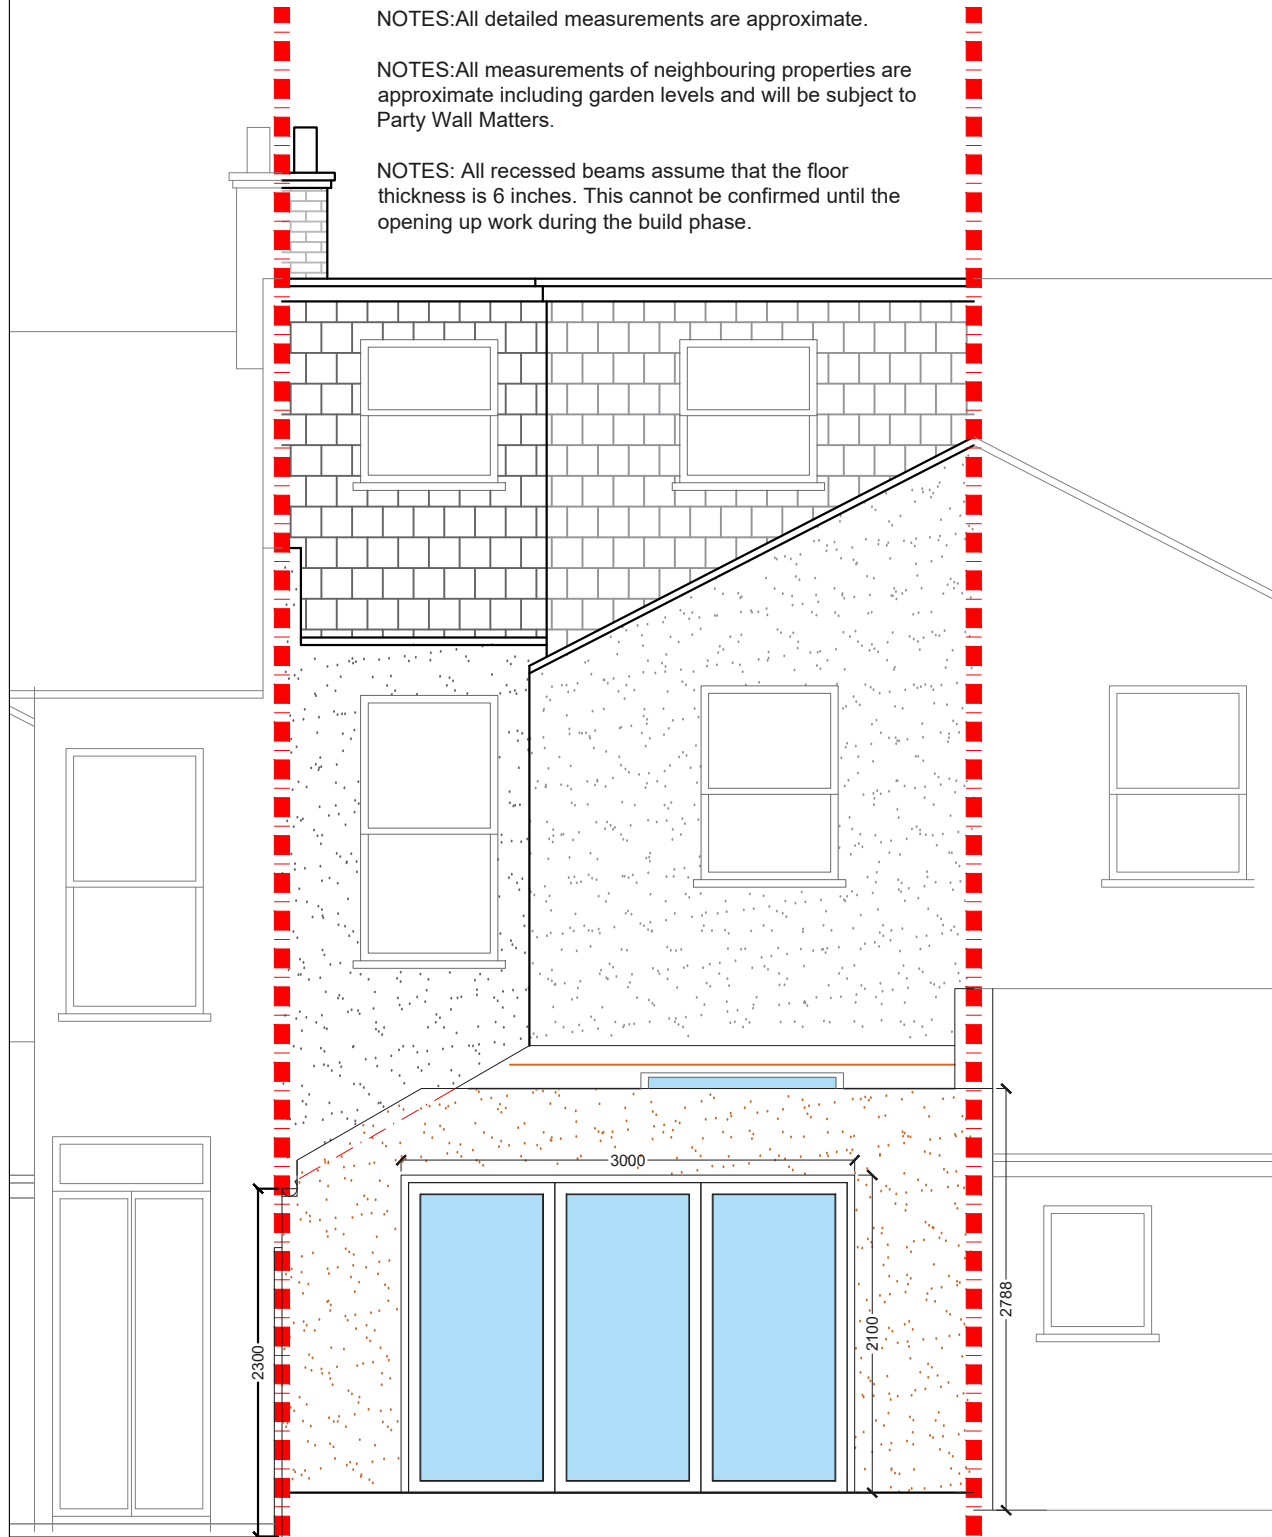 NOTES:All detailed measurements are approximate.
NOTES:All measurements of neighbouring properties are
approximate including garden levels and will be subject to
Party Wall Matters.
NOTES: All recessed beams assume that the floor
thickness is 6 inches. This cannot be confirmed until the
opening up work during the build phase.
3000
2300
2100
2788